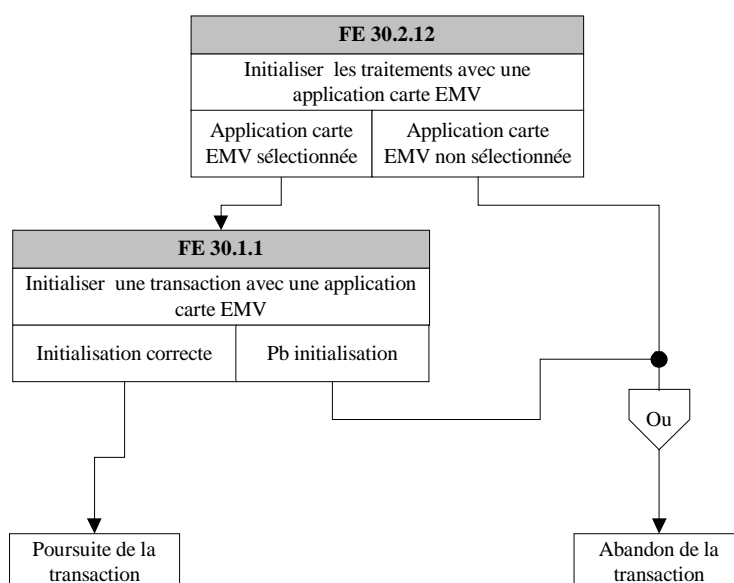 FE 30.2.12
Initialiser les traitements avec une
application carte EMV
Application carte
EMV sélectionnée
Application carte
EMV non sélectionnée
FE 30.1.1
Initialiser une transaction avec une application
carte EMV
Initialisation correcte
Pb initialisation
Ou
Poursuite de la
transaction
Abandon de la
transaction